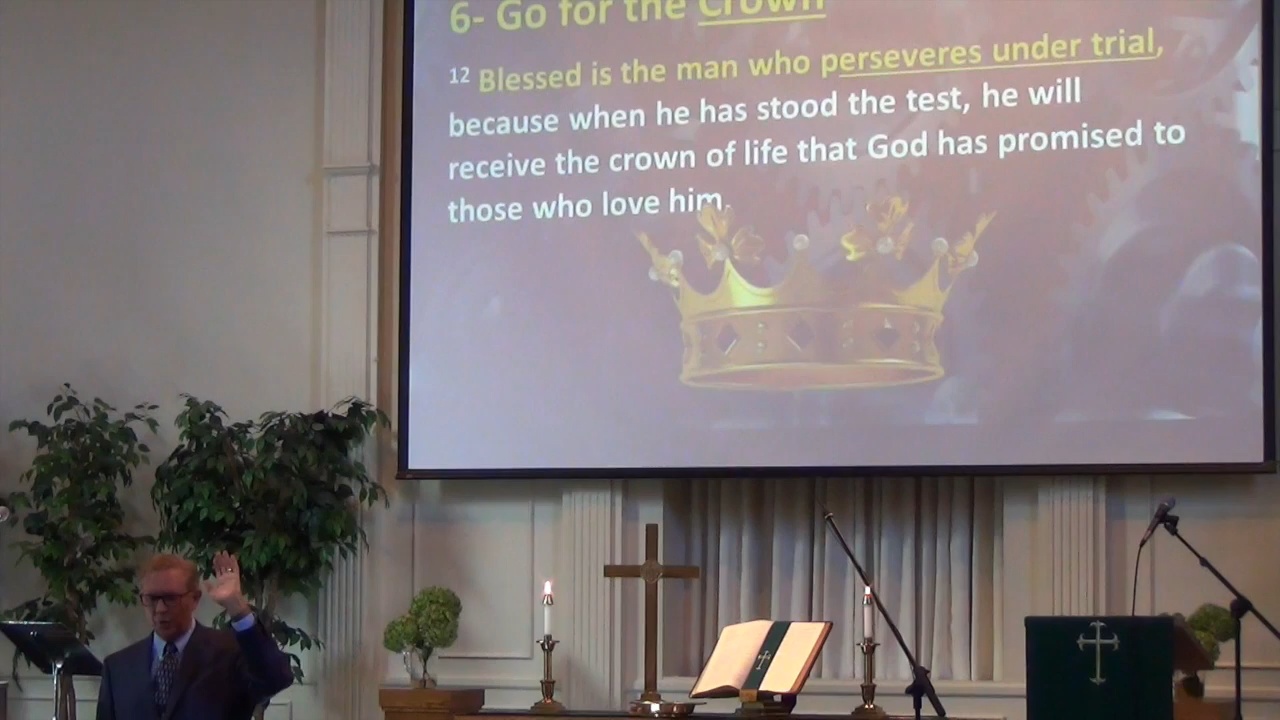 6- Go for the Crown
12 Blessed is the man who perseveres under trial,
because when he has stood the test, he will
receive the crown of life that God has promised to
those who love him.